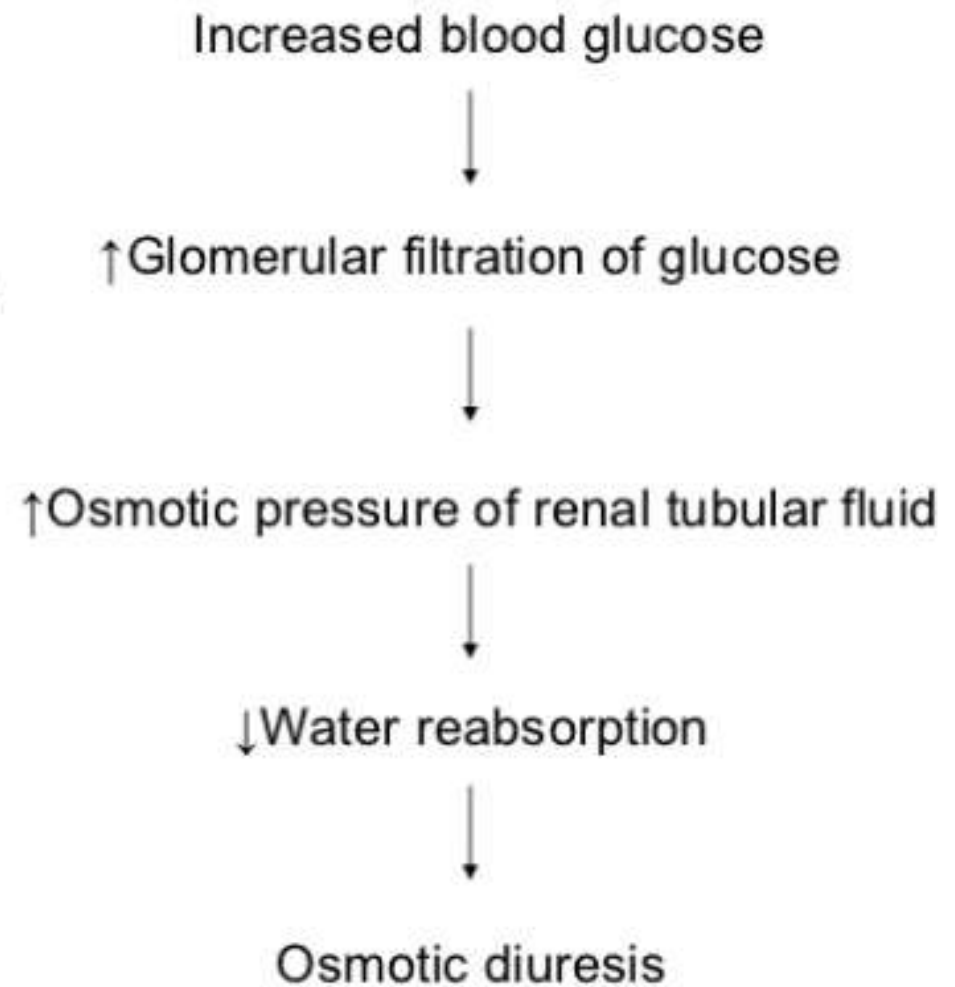 Increased blood glucose
↑Glomerular filtration of glucose
↑Osmotic pressure of renal tubular fluid
↓Water reabsorption
Osmotic diuresis